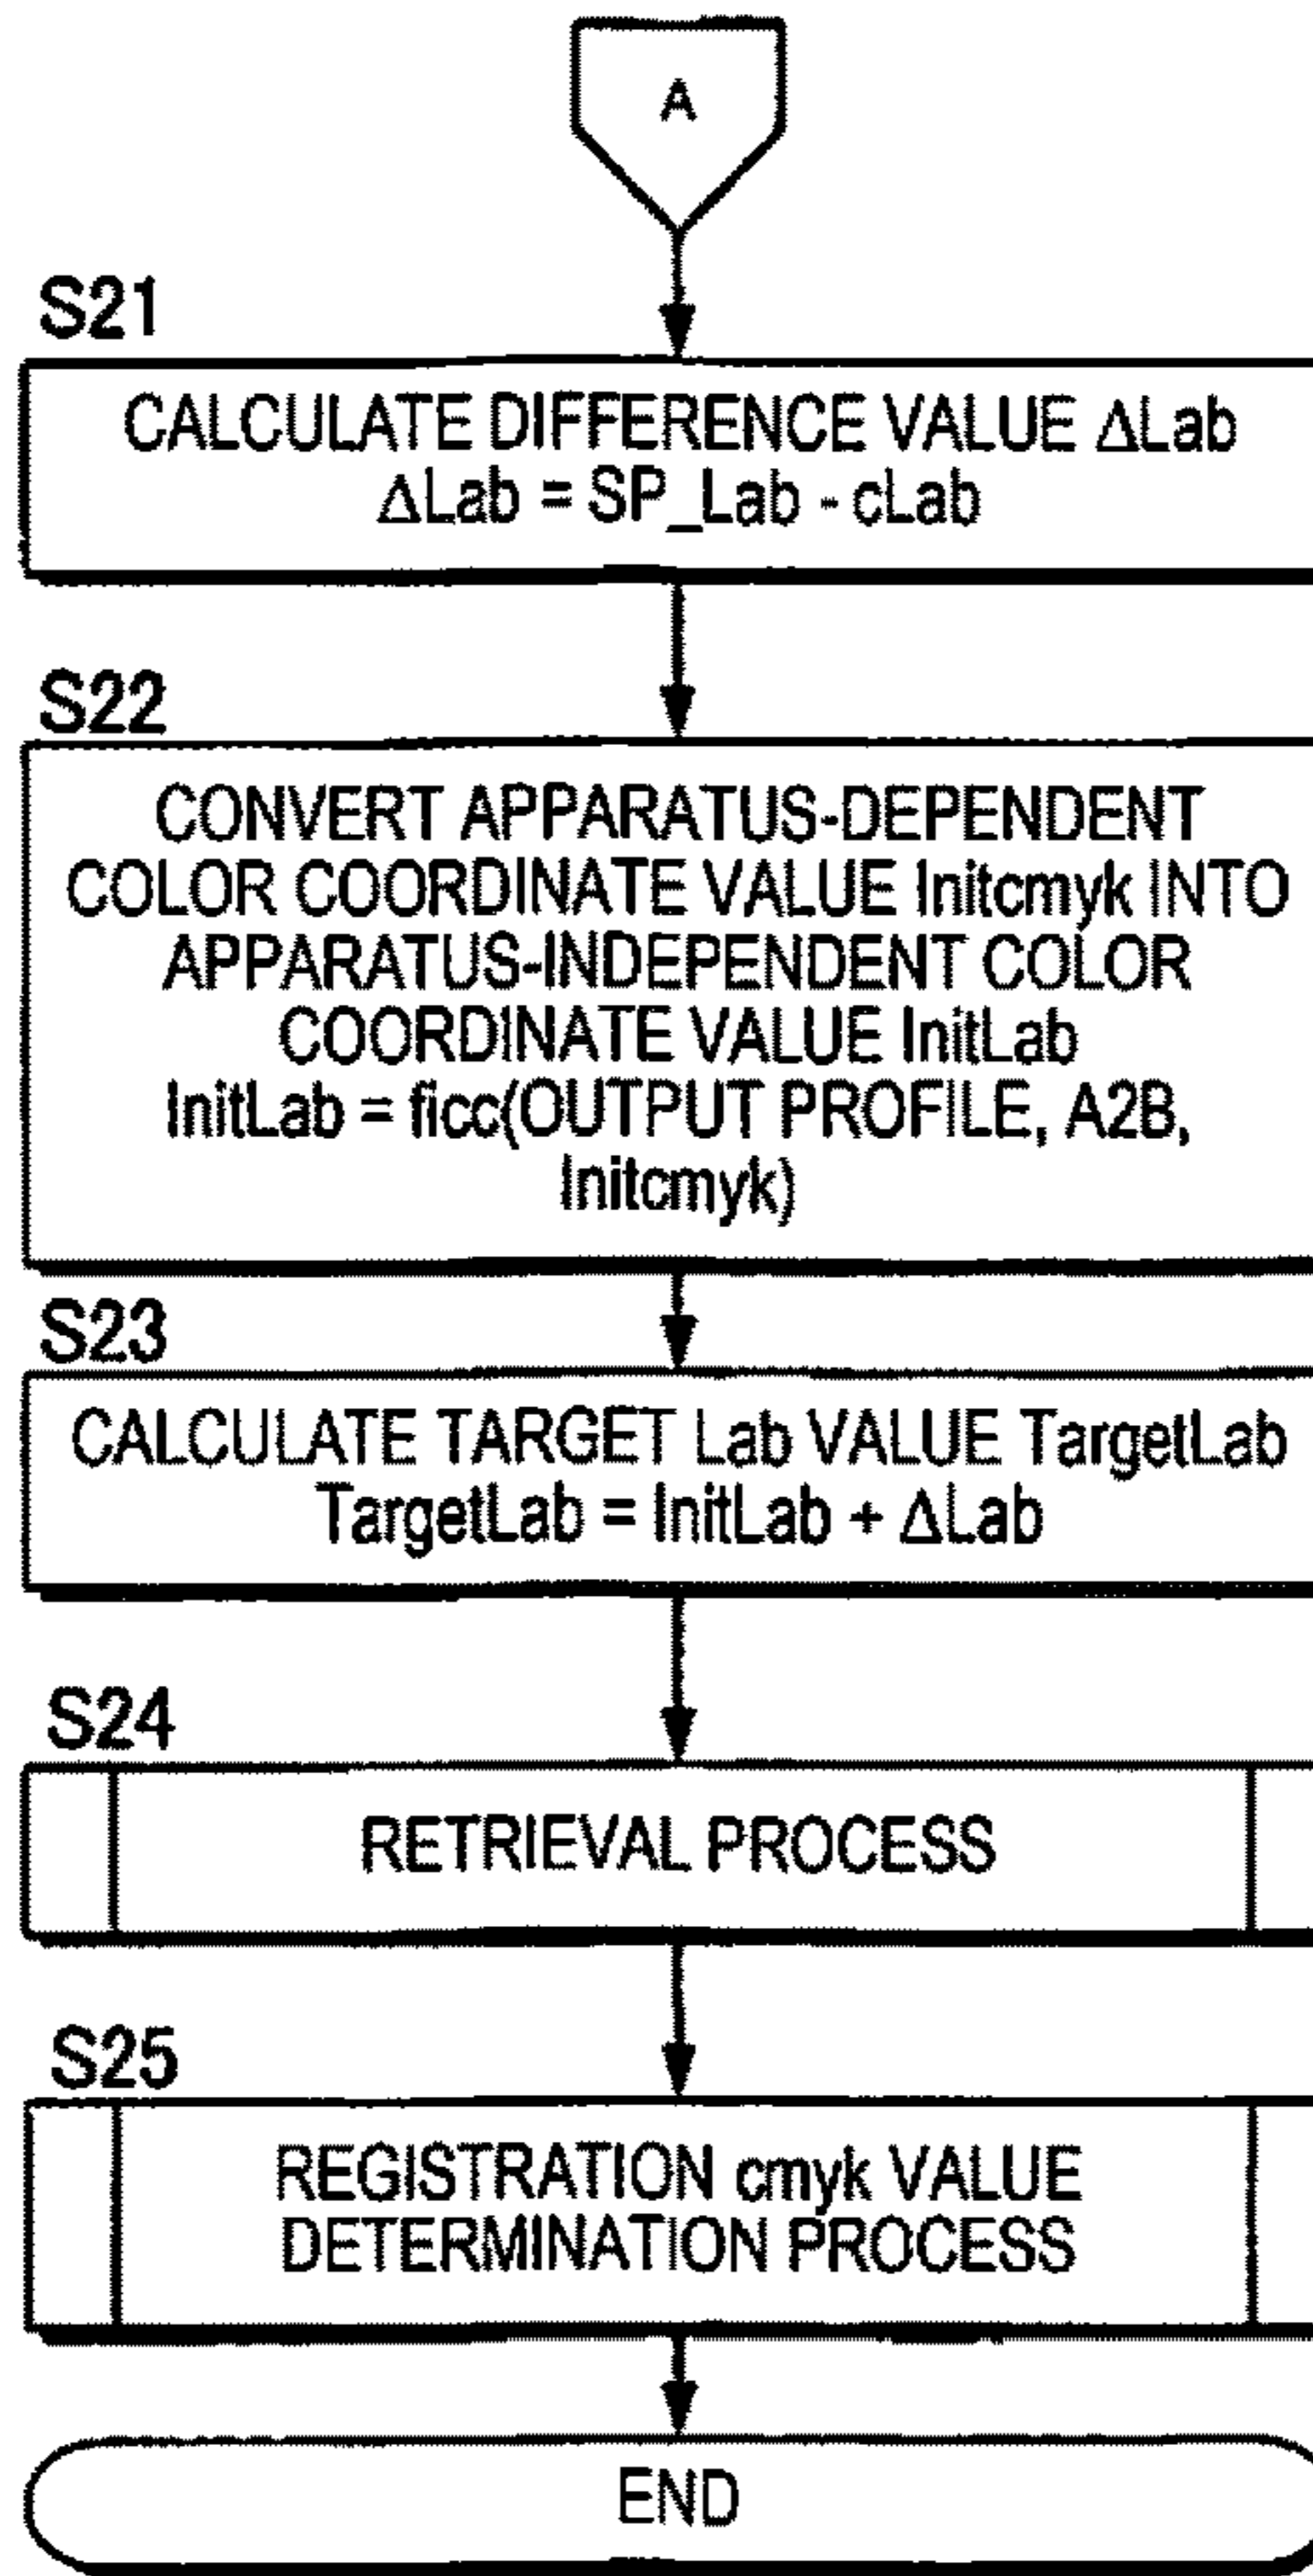 A
S21
CALCULATE DIFFERENCE VALUE ΔLab
ΔLab = SP_Lab - cLab
S22
CONVERT APPARATUS-DEPENDENT
COLOR COORDINATE VALUE Initcmyk INTO
APPARATUS-INDEPENDENT COLOR
COORDINATE VALUE InitLab
InitLab = ficc(OUTPUT PROFILE, A2B,
Initcmyk)
S23
CALCULATE TARGET Lab VALUE TargetLab
TargetLab = InitLab + ΔLab
S24
RETRIEVAL PROCESS
S25
REGISTRATION cmyk VALUE
DETERMINATION PROCESS
END